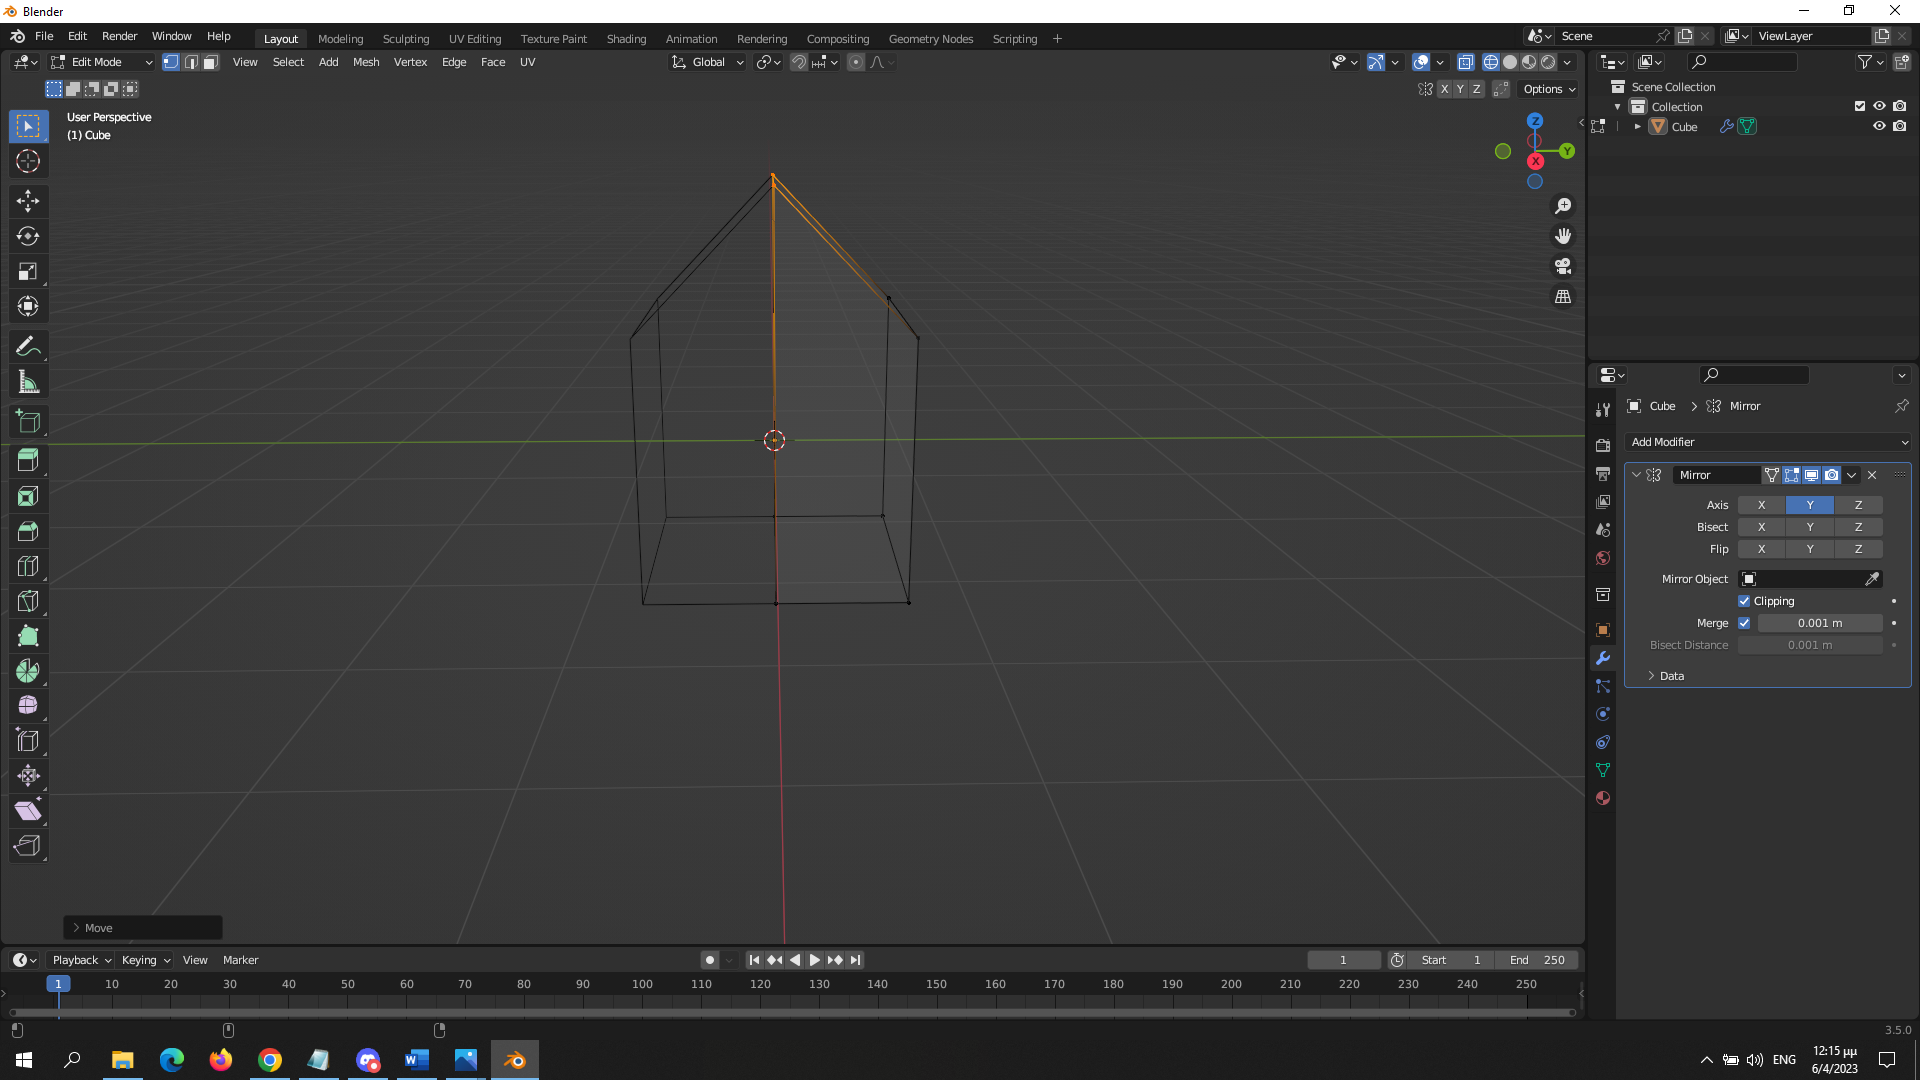 Blender
File Edit Render Window Help Layout Modeling Sculpting UV Editing Texture Paint Shading Animation Rendering Compositing Geometry Nodes Scripting + Scene ViewLayer
Edit Mode View Select Add Mesh Vertex Edge Face UV Global
X Y Z Options
User Perspective
(1) Cube
Z
Y
X
Scene Collection
Collection
Cube
Cube > Mirror
Add Modifier
Mirror
Axis X Y Z
Bisect X Y Z
Flip X Y Z
Mirror Object
Clipping
Merge 0.001 m
Bisect Distance 0.001 m
> Data
> Move
Playback Keying View Marker 1 Start 1 End 250
1 10 20 30 40 50 60 70 80 90 100 110 120 130 140 150 160 170 180 190 200 210 220 230 240 250
3.5.0
ENG
12:15 μμ
6/4/2023